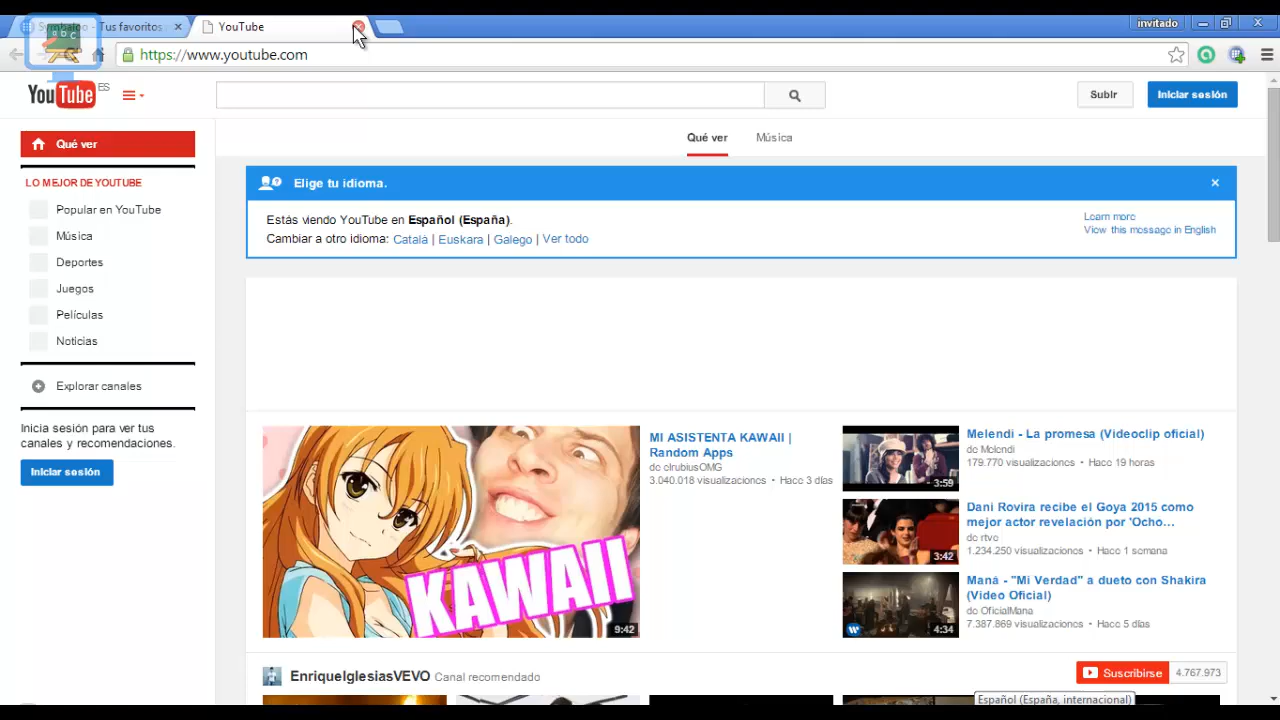 Symbaloo - Tus favoritos
YouTube
invitado
abc
https://www.youtube.com
YouTube ES
Subir
Iniciar sesión
Qué ver
Música
Qué ver
LO MEJOR DE YOUTUBE
Popular en YouTube
Música
Deportes
Juegos
Películas
Noticias
Explorar canales
Inicia sesión para ver tus
canales y recomendaciones.
Iniciar sesión
Elige tu idioma.
Estás viendo YouTube en Español (España).
Cambiar a otro idioma: Català | Euskara | Galego | Ver todo
Learn more
View this message in English
KAWAII
9:42
MI ASISTENTA KAWAII |
Random Apps
de elrubiusOMG
3.040.018 visualizaciones • Hace 3 días
3:59
Melendi - La promesa (Videoclip oficial)
de Melendi
179.770 visualizaciones • Hace 19 horas
3:42
Dani Rovira recibe el Goya 2015 como
mejor actor revelación por 'Ocho...
de rtve
1.234.250 visualizaciones • Hace 1 semana
4:34
Maná - "Mi Verdad" a dueto con Shakira
(Video Oficial)
de OficialMana
7.387.869 visualizaciones • Hace 5 días
EnriqueIglesiasVEVO Canal recomendado
Suscribirse 4.767.973
Español (España, internacional)